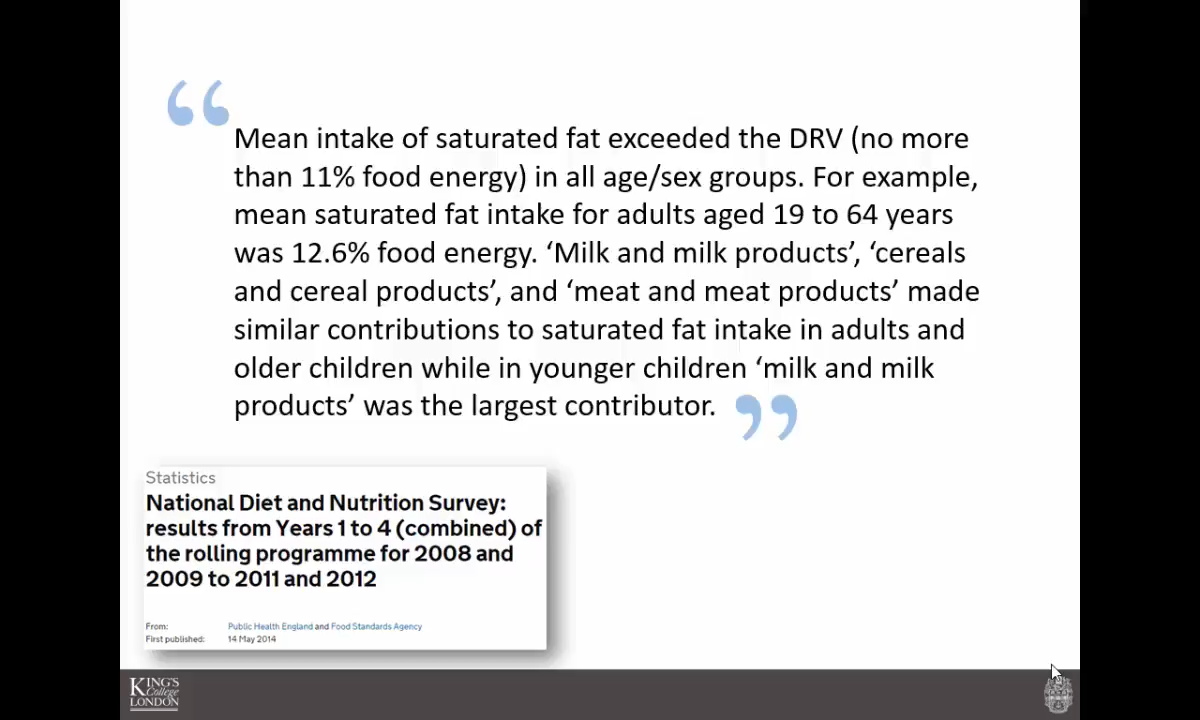 “
Mean intake of saturated fat exceeded the DRV (no more
than 11% food energy) in all age/sex groups. For example,
mean saturated fat intake for adults aged 19 to 64 years
was 12.6% food energy. ‘Milk and milk products’, ‘cereals
and cereal products’, and ‘meat and meat products’ made
similar contributions to saturated fat intake in adults and
older children while in younger children ‘milk and milk
products’ was the largest contributor. ”
Statistics
National Diet and Nutrition Survey:
results from Years 1 to 4 (combined) of
the rolling programme for 2008 and
2009 to 2011 and 2012
From: Public Health England and Food Standards Agency
First published: 14 May 2014
KING'S
College
LONDON